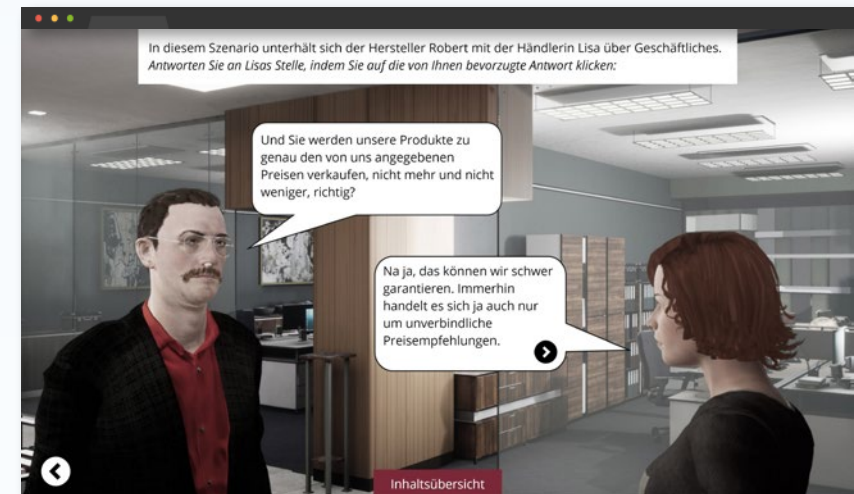 In diesem Szenario unterhält sich der Hersteller Robert mit der Händlerin Lisa über Geschäftliches.
Antworten Sie an Lisas Stelle, indem Sie auf die von Ihnen bevorzugte Antwort klicken:
Und Sie werden unsere Produkte zu
genau den von uns angegebenen
Preisen verkaufen, nicht mehr und nicht
weniger, richtig?
Na ja, das können wir schwer
garantieren. Immerhin
handelt es sich ja auch nur
um unverbindliche
Preisempfehlungen.
Inhaltsübersicht